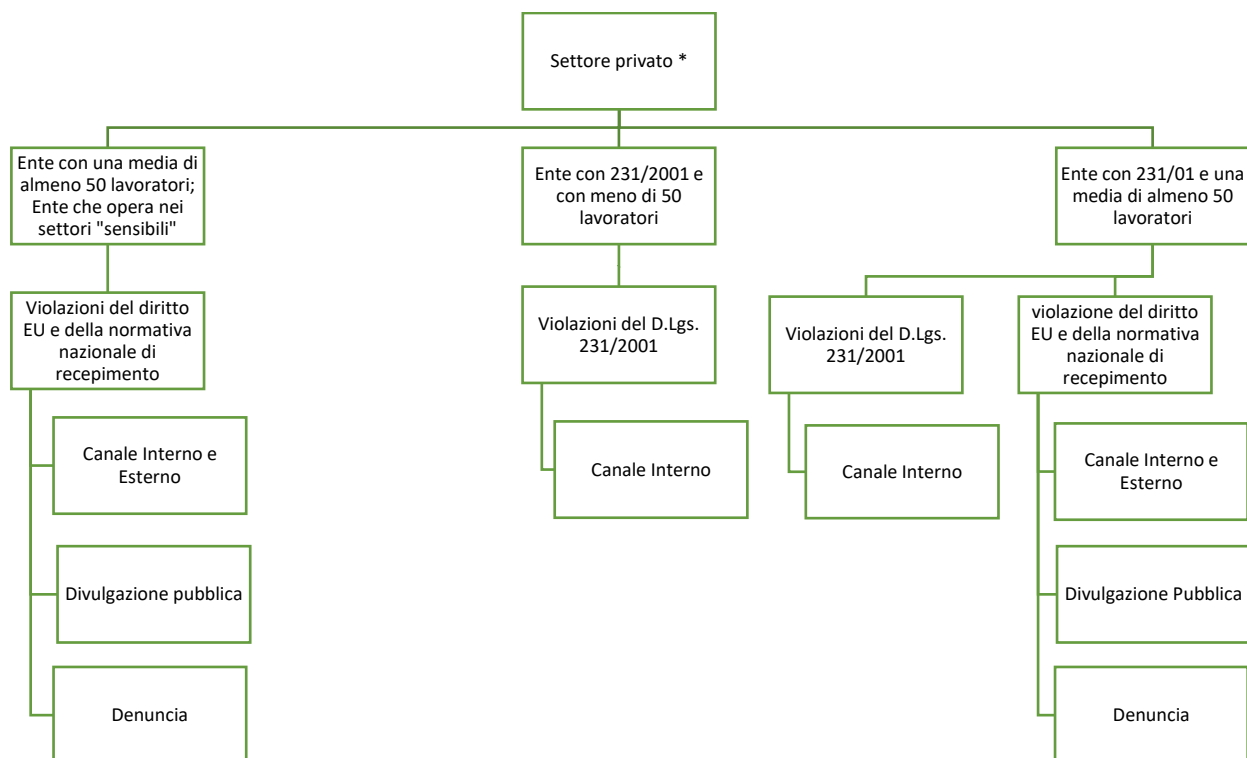 Settore privato *
Ente con una media di
almeno 50 lavoratori;
Ente che opera nei
settori "sensibili"
Ente con 231/2001 e
con meno di 50
lavoratori
Ente con 231/01 e una
media di almeno 50
lavoratori
Violazioni del diritto
EU e della normativa
nazionale di
recepimento
Violazioni del D.Lgs.
231/2001
Violazioni del D.Lgs.
231/2001
violazione del diritto
EU e della normativa
nazionale di
recepimento
Canale Interno e
Esterno
Canale Interno
Canale Interno
Canale Interno e
Esterno
Divulgazione pubblica
Divulgazione Pubblica
Denuncia
Denuncia